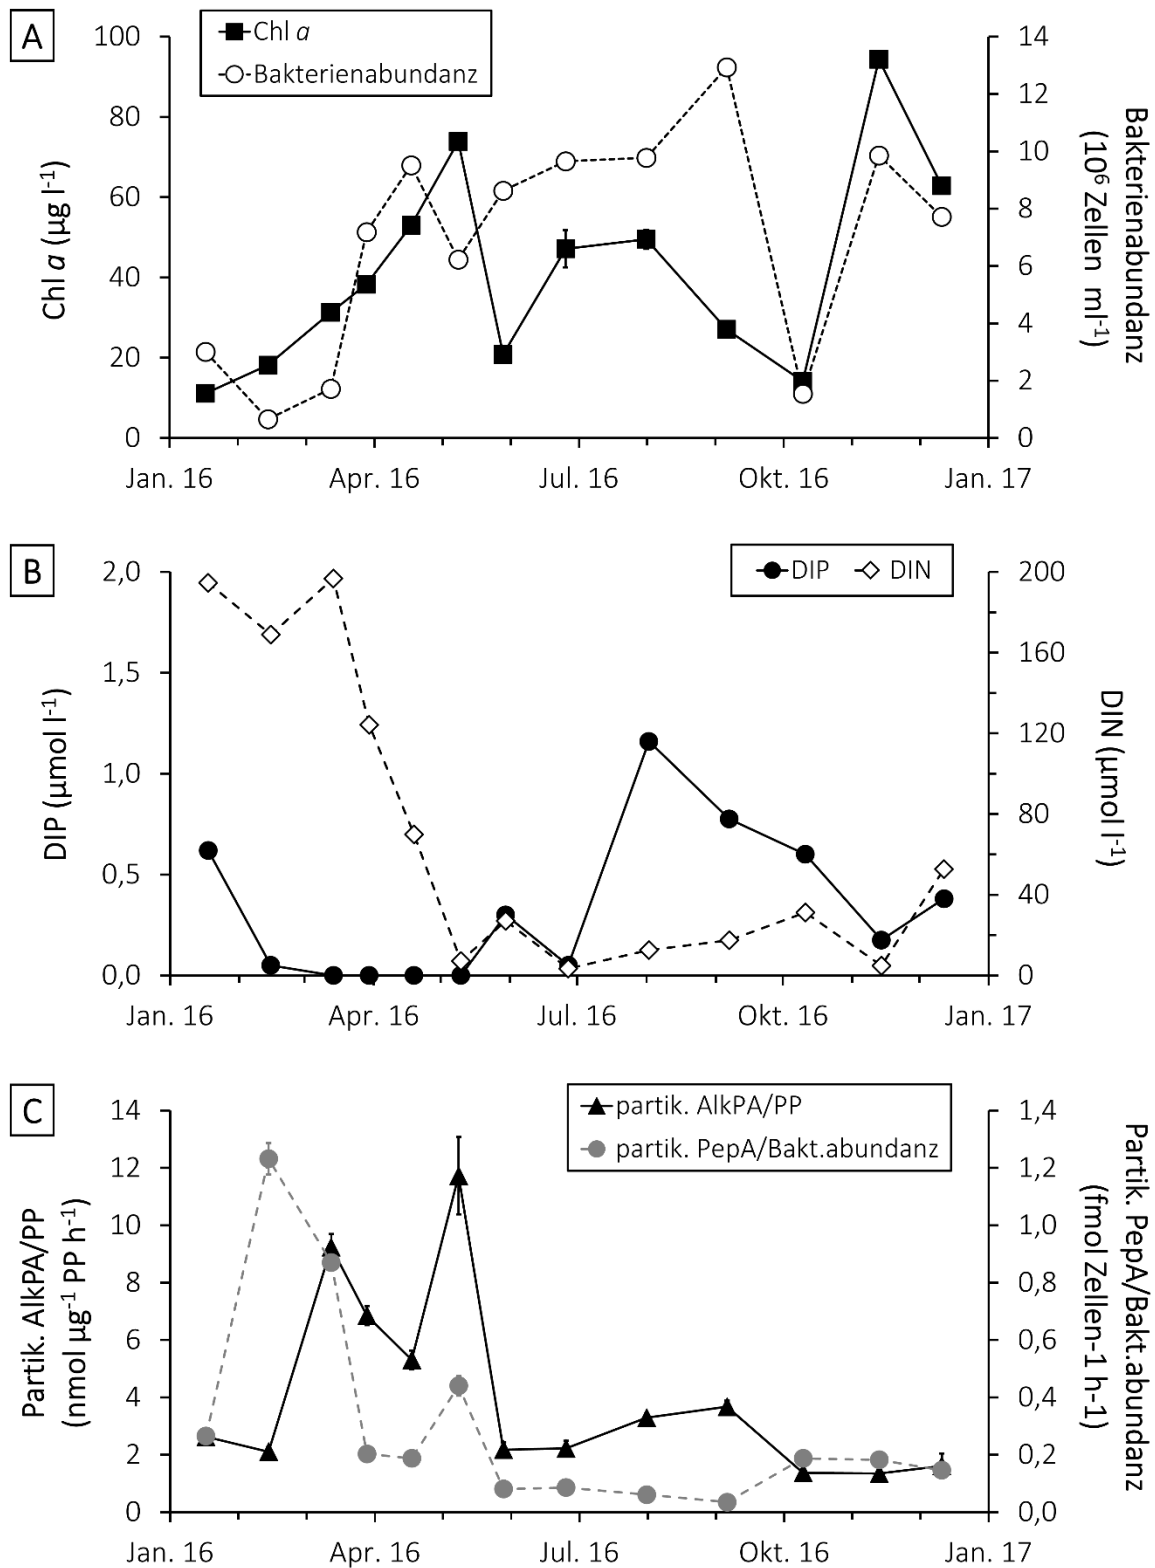 A
Chl a
Bakterienabundanz
100
80
60
40
20
0
Chl a (µg l-1)
14
12
10
8
6
4
2
0
Bakterienabundanz
(10⁶ Zellen ml-1)
Jan. 16
Apr. 16
Jul. 16
Okt. 16
Jan. 17
B
DIP
DIN
2,0
1,5
1,0
0,5
0,0
DIP (µmol l-1)
200
160
120
80
40
0
DIN (µmol l-1)
Jan. 16
Apr. 16
Jul. 16
Okt. 16
Jan. 17
C
partik. AlkPA/PP
partik. PepA/Bakt.abundanz
14
12
10
8
6
4
2
0
Partik. AlkPA/PP
(nmol µg-1 PP h-1)
1,4
1,2
1,0
0,8
0,6
0,4
0,2
0,0
Partik. PepA/Bakt.abundanz
(fmol Zellen-1 h-1)
Jan. 16
Apr. 16
Jul. 16
Okt. 16
Jan. 17